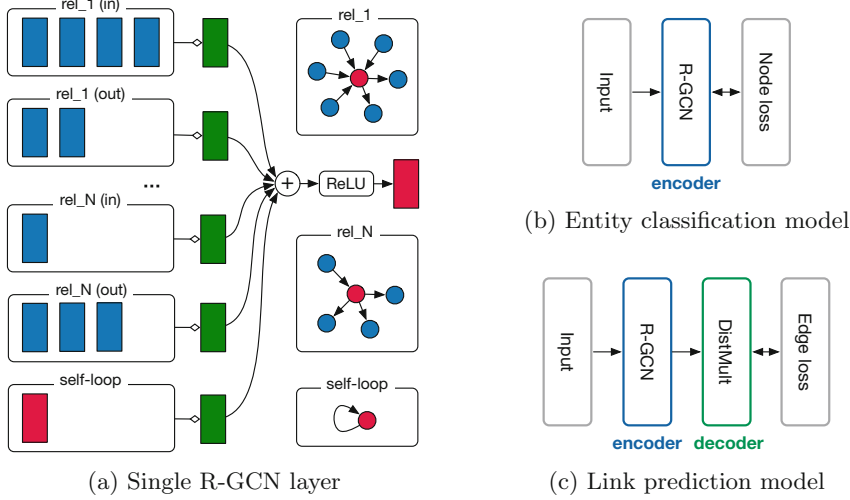 rel_1 (in)
rel_1 (out)
...
rel_N (in)
rel_N (out)
self-loop
+
ReLU
rel_1
rel_N
self-loop
(a) Single R-GCN layer
Input
R-GCN
Node loss
encoder
(b) Entity classification model
Input
R-GCN
DistMult
Edge loss
encoder
decoder
(c) Link prediction model